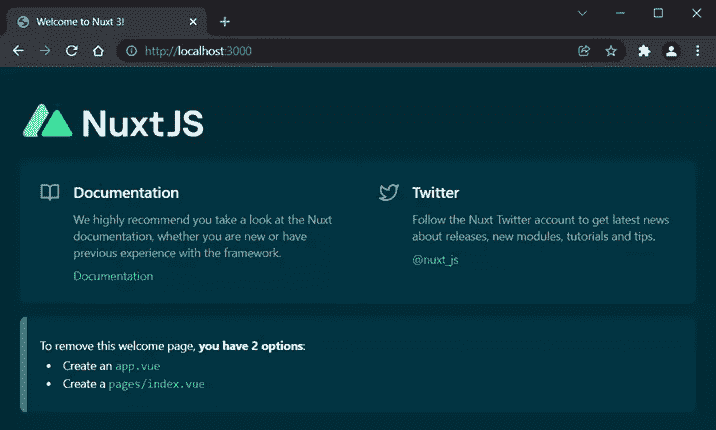 Welcome to Nuxt 3!
http://localhost:3000
NuxtJS
Documentation
We highly recommend you take a look at the Nuxt
documentation, whether you are new or have
previous experience with the framework.
Documentation
Twitter
Follow the Nuxt Twitter account to get latest news
about releases, new modules, tutorials and tips.
@nuxt_js
To remove this welcome page, you have 2 options:
• Create an app.vue
• Create a pages/index.vue